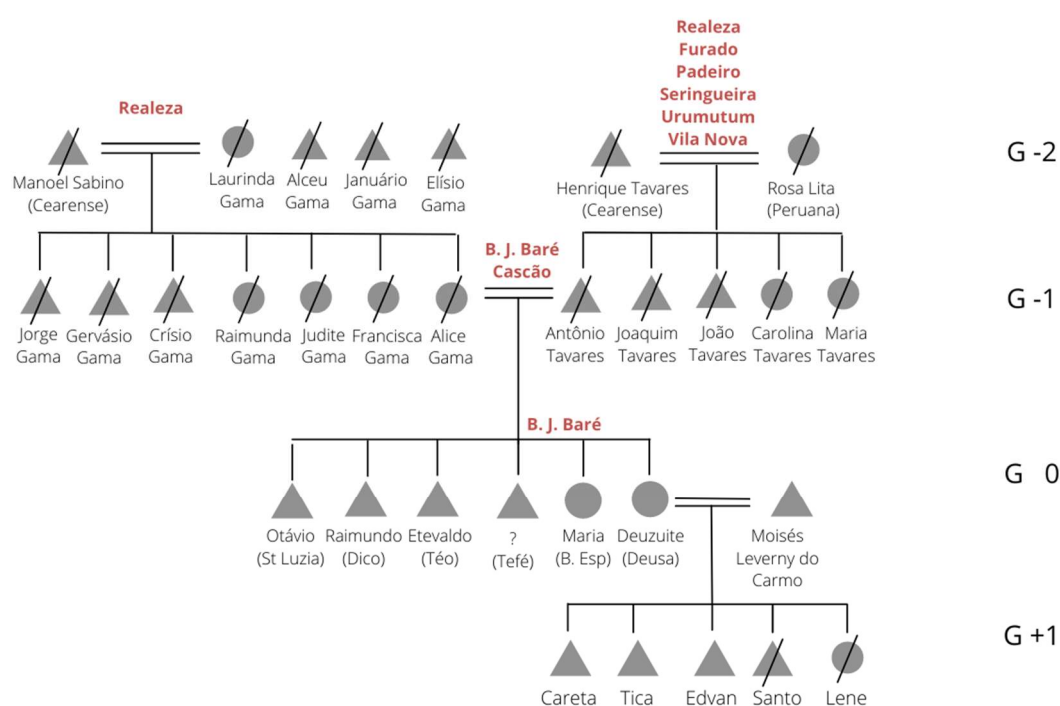 Realeza
Furado
Padeiro
Seringueira
Urumutum
Vila Nova
Realeza
G -2
Manoel Sabino
(Cearense)
Laurinda
Gama
Alceu
Gama
Januário
Gama
Elísio
Gama
Henrique Tavares
(Cearense)
Rosa Lita
(Peruana)
B. J. Baré
Cascão
G -1
Jorge
Gama
Gervásio
Gama
Crísio
Gama
Raimunda
Gama
Judite
Gama
Francisca
Gama
Alice
Gama
Antônio
Tavares
Joaquim
Tavares
João
Tavares
Carolina
Tavares
Maria
Tavares
B. J. Baré
G 0
Otávio
(St Luzia)
Raimundo
(Dico)
Etevaldo
(Téo)
?
(Tefé)
Maria
(B. Esp)
Deuzuite
(Deusa)
Moisés
Leverny do
Carmo
G +1
Careta
Tica
Edvan
Santo
Lene